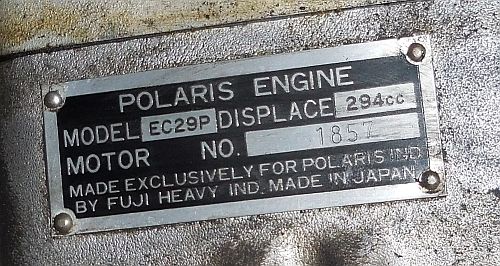 POLARIS ENGINE
MODEL EC29P DISPLACE 294cc
MOTOR NO. 1857
MADE EXCLUSIVELY FOR POLARIS IND.
BY FUJI HEAVY IND. MADE IN JAPAN.